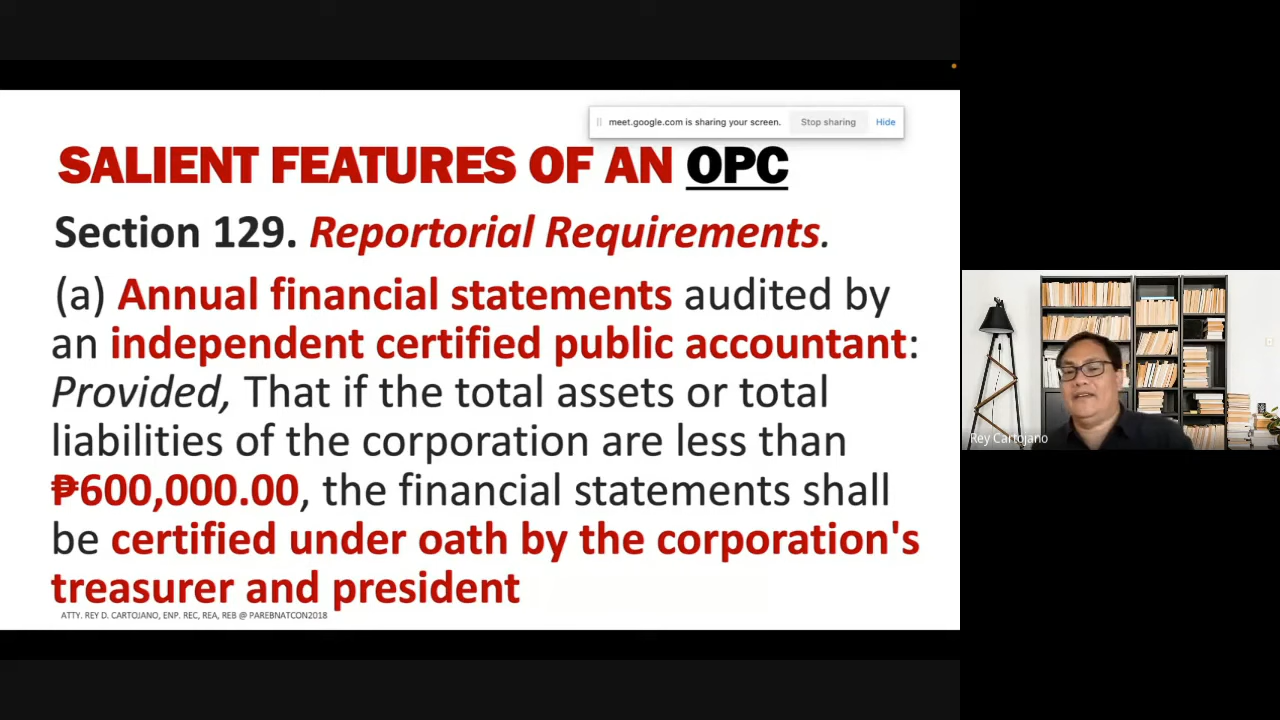 meet.google.com is sharing your screen. Stop sharing Hide
SALIENT FEATURES OF AN OPC
Section 129. Reportorial Requirements.
(a) Annual financial statements audited by
an independent certified public accountant:
Provided, That if the total assets or total
liabilities of the corporation are less than
₱600,000.00, the financial statements shall
be certified under oath by the corporation's
treasurer and president
ATTY. REY D. CARTOJANO, ENP. REC, REA, REB @ PAREBNATCON2018
Rey Cartojano